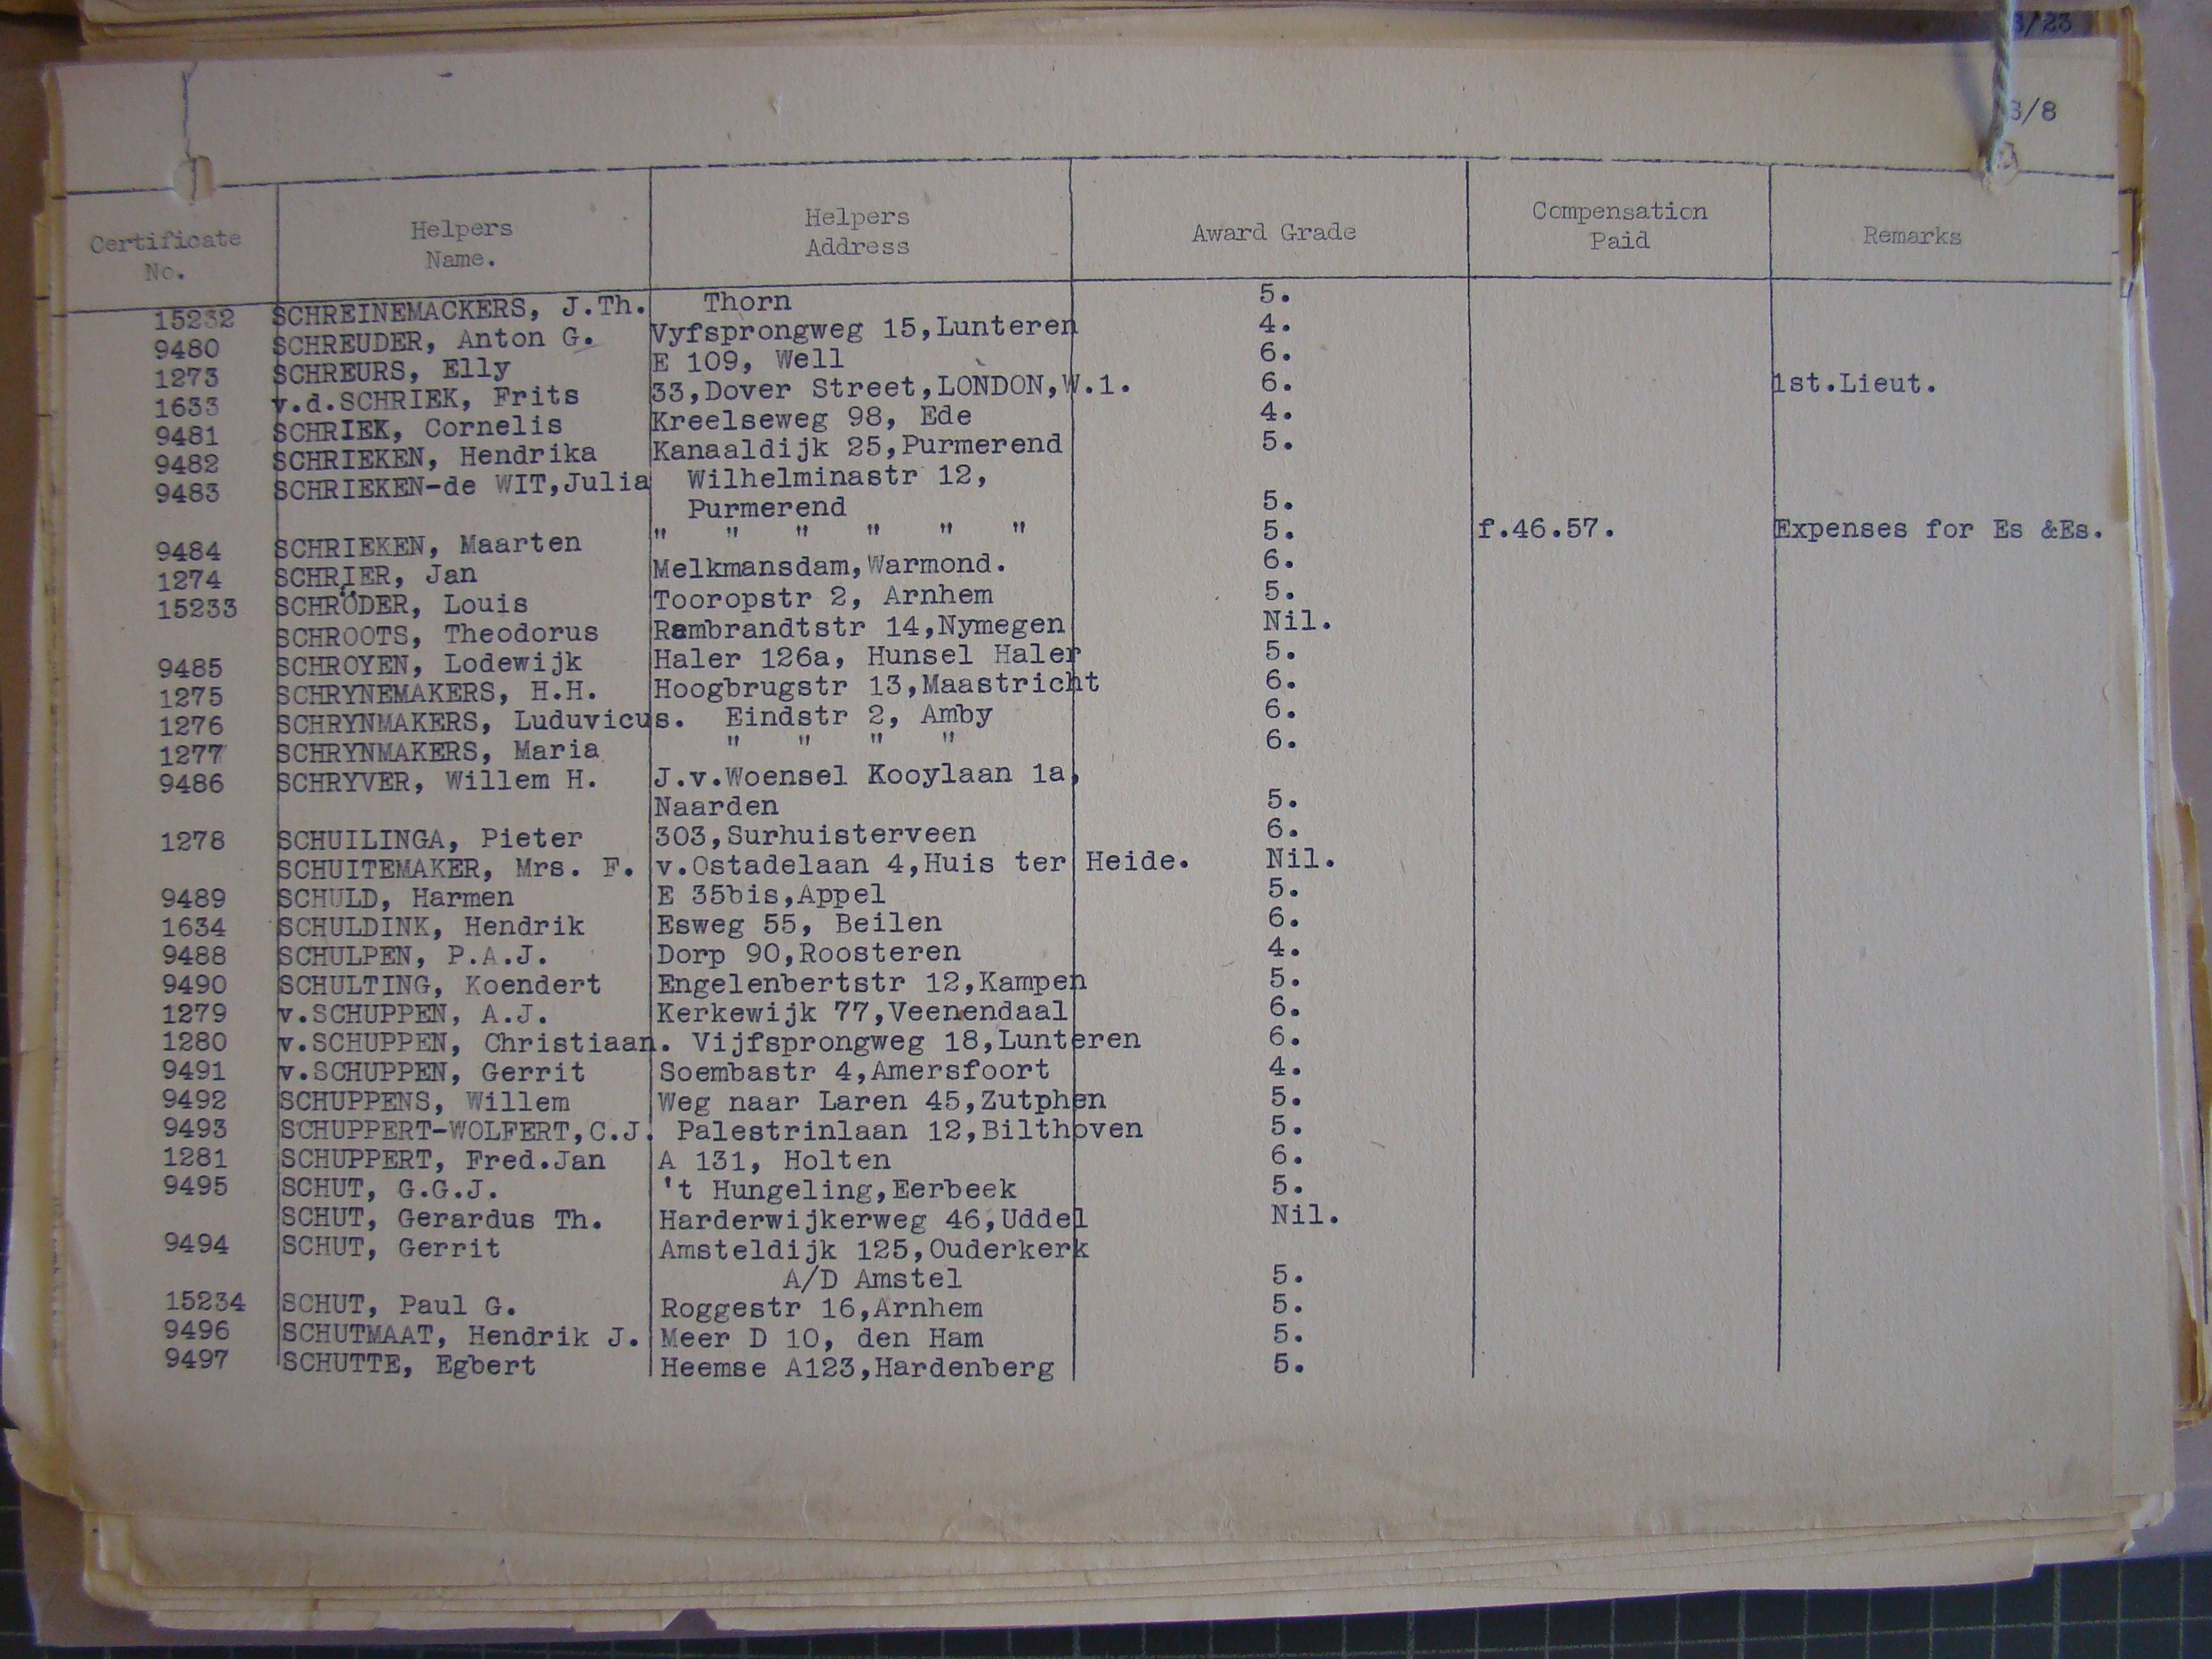 3/23
3/8
Certificate No. Helpers Name. Helpers Address Award Grade Compensation Paid Remarks
15232 SCHREINEMACKERS, J.Th. Thorn 5.
9480 SCHREUDER, Anton G. Vyfsprongweg 15,Lunteren 4.
1273 SCHREURS, Elly E 109, Well 6.
1633 v.d.SCHRIEK, Frits 33,Dover Street,LONDON,W.1. 6. 1st.Lieut.
9481 SCHRIEK, Cornelis Kreelseweg 98, Ede 4.
9482 SCHRIEKEN, Hendrika Kanaaldijk 25,Purmerend 5.
9483 SCHRIEKEN-de WIT,Julia Wilhelminastr 12,
Purmerend 5.
9484 SCHRIEKEN, Maarten " " " " " " 5. f.46.57. Expenses for Es &Es.
1274 SCHRIER, Jan Melkmansdam,Warmond. 6.
15233 SCHRÖDER, Louis Tooropstr 2, Arnhem 5.
SCHROOTS, Theodorus Rembrandtstr 14,Nymegen Nil.
9485 SCHROYEN, Lodewijk Haler 126a, Hunsel Haler 5.
1275 SCHRYNEMAKERS, H.H. Hoogbrugstr 13,Maastricht 6.
1276 SCHRYNMAKERS, Luduvicus. Eindstr 2, Amby 6.
1277 SCHRYNMAKERS, Maria " " " " 6.
9486 SCHRYVER, Willem H. J.v.Woensel Kooylaan 1a,
Naarden 5.
1278 SCHUILINGA, Pieter 303,Surhuisterveen 6.
SCHUITEMAKER, Mrs. F. v.Ostadelaan 4,Huis ter Heide. Nil.
9489 SCHULD, Harmen E 35bis,Appel 5.
1634 SCHULDINK, Hendrik Esweg 55, Beilen 6.
9488 SCHULPEN, P.A.J. Dorp 90,Roosteren 4.
9490 SCHULTING, Koendert Engelenbertstr 12,Kampen 5.
1279 v.SCHUPPEN, A.J. Kerkewijk 77,Veenendaal 6.
1280 v.SCHUPPEN, Christiaan. Vijfsprongweg 18,Lunteren 6.
9491 v.SCHUPPEN, Gerrit Soembastr 4,Amersfoort 4.
9492 SCHUPPENS, Willem Weg naar Laren 45,Zutphen 5.
9493 SCHUPPERT-WOLFERT,C.J. Palestrinlaan 12,Bilthoven 5.
1281 SCHUPPERT, Fred.Jan A 131, Holten 6.
9495 SCHUT, G.G.J. 't Hungeling,Eerbeek 5.
SCHUT, Gerardus Th. Harderwijkerweg 46,Uddel Nil.
9494 SCHUT, Gerrit Amsteldijk 125,Ouderkerk
A/D Amstel 5.
15234 SCHUT, Paul G. Roggestr 16,Arnhem 5.
9496 SCHUTMAAT, Hendrik J. Meer D 10, den Ham 5.
9497 SCHUTTE, Egbert Heemse A123,Hardenberg 5.